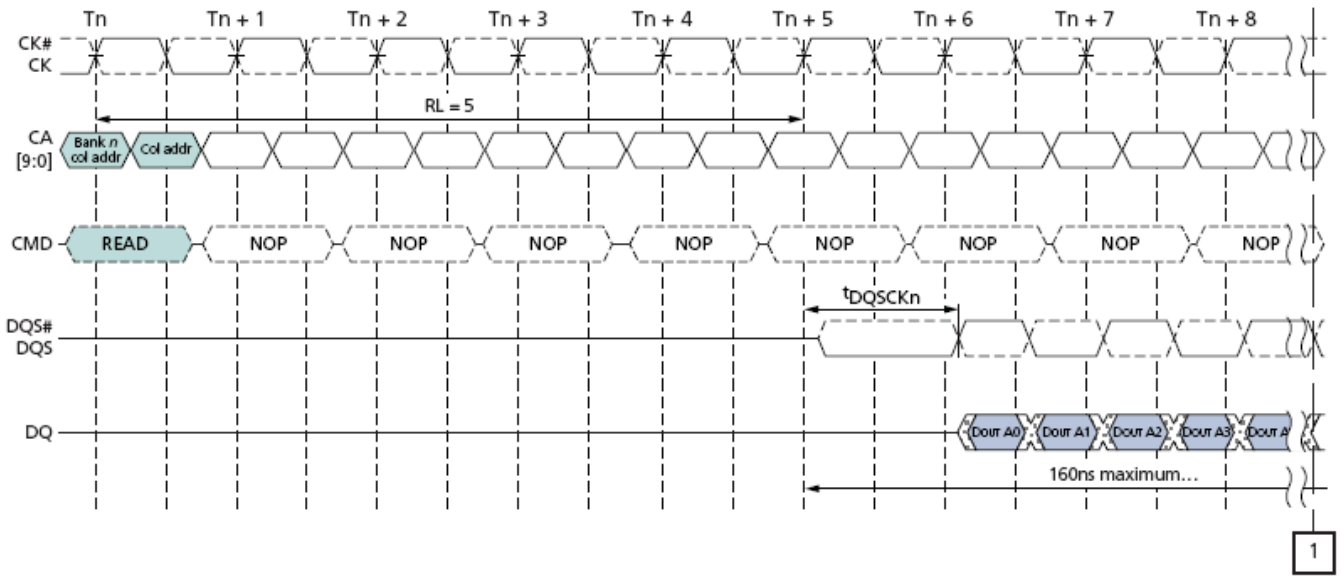 Tn Tn + 1 Tn + 2 Tn + 3 Tn + 4 Tn + 5 Tn + 6 Tn + 7 Tn + 8
CK#
CK
RL = 5
CA
[9:0]
Bank n
col addr
Col addr
CMD READ NOP NOP NOP NOP NOP NOP NOP NOP
tDQSCKn
DQS#
DQS
DQ DOUT A0 DOUT A1 DOUT A2 DOUT A3 DOUT A
160ns maximum…
1